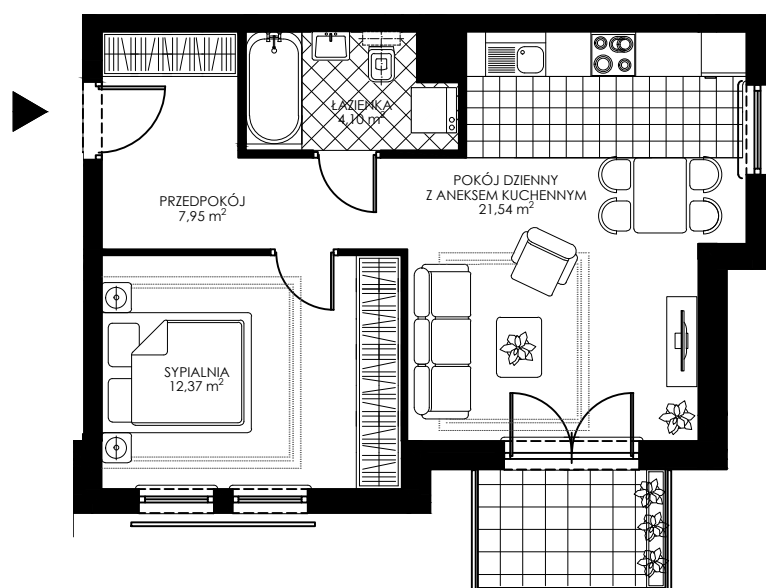 ŁAZIENKA
4,10 m²
PRZEDPOKÓJ
7,95 m²
POKÓJ DZIENNY
Z ANEKSEM KUCHENNYM
21,54 m²
SYPIALNIA
12,37 m²